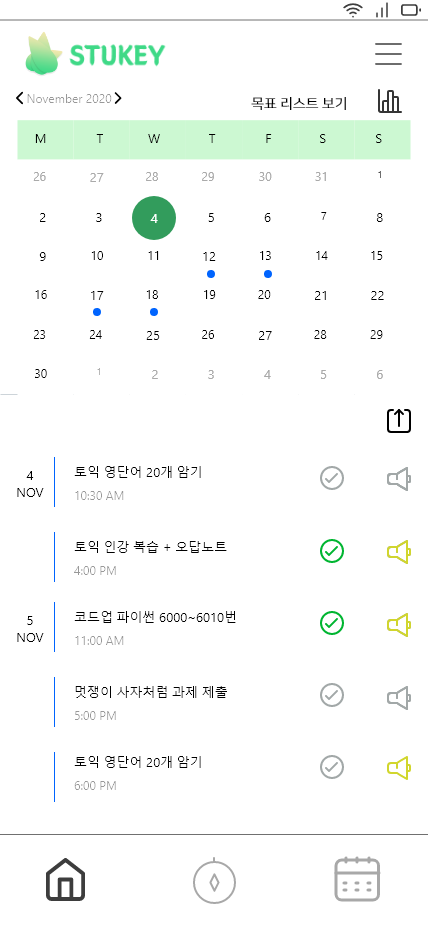 STUKEY
November 2020
목표 리스트 보기
M T W T F S S
26 27 28 29 30 31 1
2 3 4 5 6 7 8
9 10 11 12 13 14 15
16 17 18 19 20 21 22
23 24 25 26 27 28 29
30 1 2 3 4 5 6
4
NOV
토익 영단어 20개 암기
10:30 AM
토익 인강 복습 + 오답노트
4:00 PM
5
NOV
코드업 파이썬 6000~6010번
11:00 AM
멋쟁이 사자처럼 과제 제출
5:00 PM
토익 영단어 20개 암기
6:00 PM